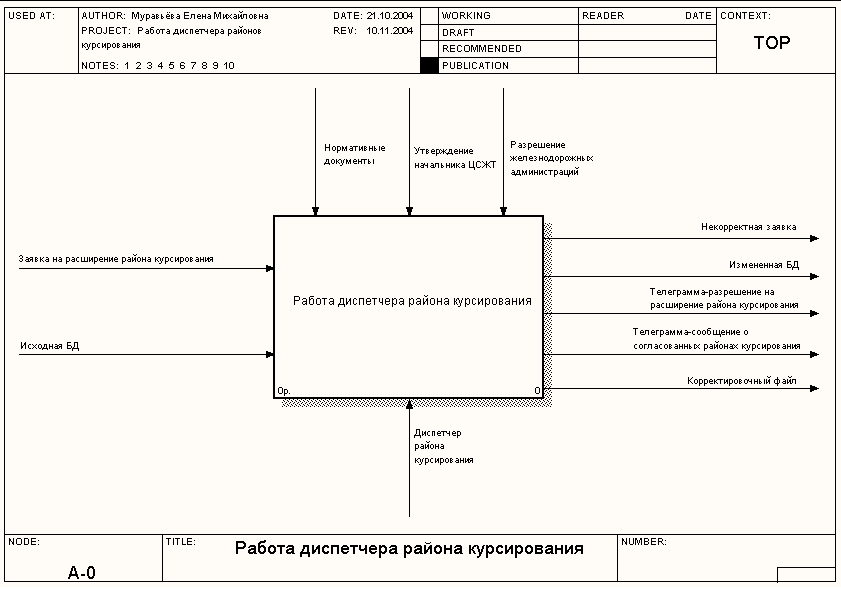 USED AT:
AUTHOR: Муравьёва Елена Михайловна
DATE: 21.10.2004
PROJECT: Работа диспетчера районов
REV: 10.11.2004
курсирования
NOTES: 1 2 3 4 5 6 7 8 9 10
WORKING
DRAFT
RECOMMENDED
PUBLICATION
READER DATE
CONTEXT:
TOP
Нормативные
документы
Утверждение
начальника ЦСЖТ
Разрешение
железнодорожных
администраций
Заявка на расширение района курсирования
Исходная БД
Работа диспетчера района курсирования
0р.
0
Некорректная заявка
Измененная БД
Телеграмма-разрешение на
расширение района курсирования
Телеграмма-сообщение о
согласованных районах курсирования
Корректировочный файл
Диспетчер
района
курсирования
NODE:
A-0
TITLE:
Работа диспетчера района курсирования
NUMBER: